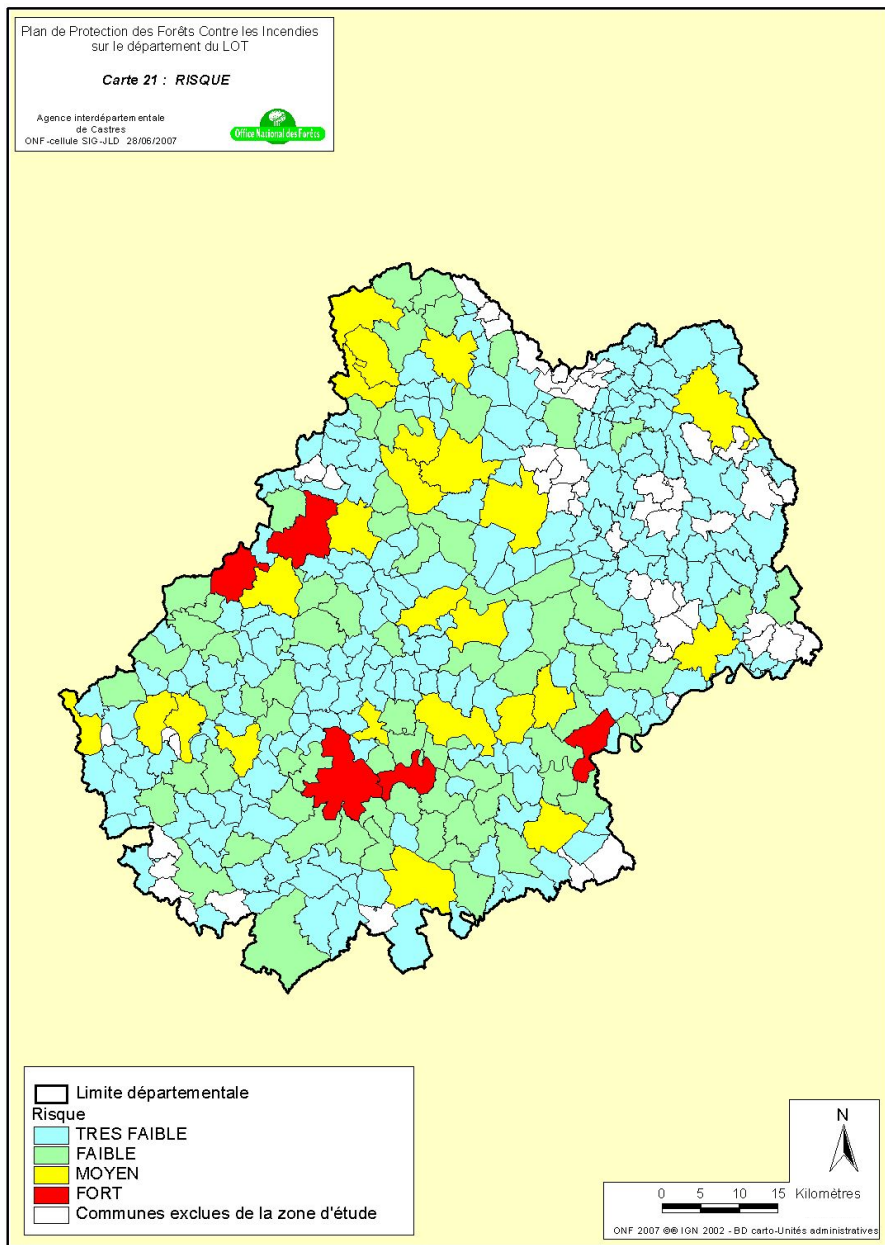 Plan de Protection des Forêts Contre les Incendies
sur le département du LOT
Carte 21 : RISQUE
Agence interdépartementale
de Castres
ONF-cellule SIG-JLD 28/06/2007
Office National des Forêts
Limite départementale
Risque
TRES FAIBLE
FAIBLE
MOYEN
FORT
Communes exclues de la zone d'étude
N
0 5 10 15 Kilomètres
ONF 2007 ©® IGN 2002 - BD carto-Unités administratives